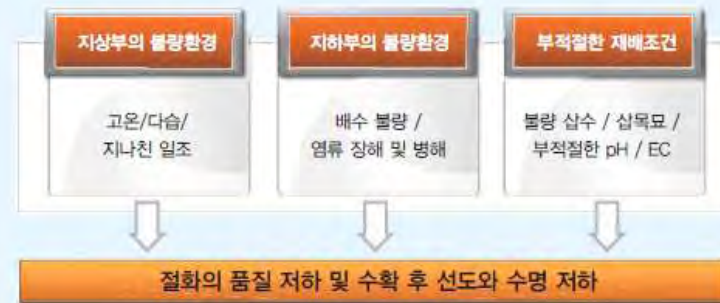 지상부의 불량환경
지하부의 불량환경
부적절한 재배조건
고온/다습/
지나친 일조
배수 불량 /
염류 장해 및 병해
불량 삽수 / 삽목묘 /
부적절한 pH / EC
절화의 품질 저하 및 수확 후 선도와 수명 저하